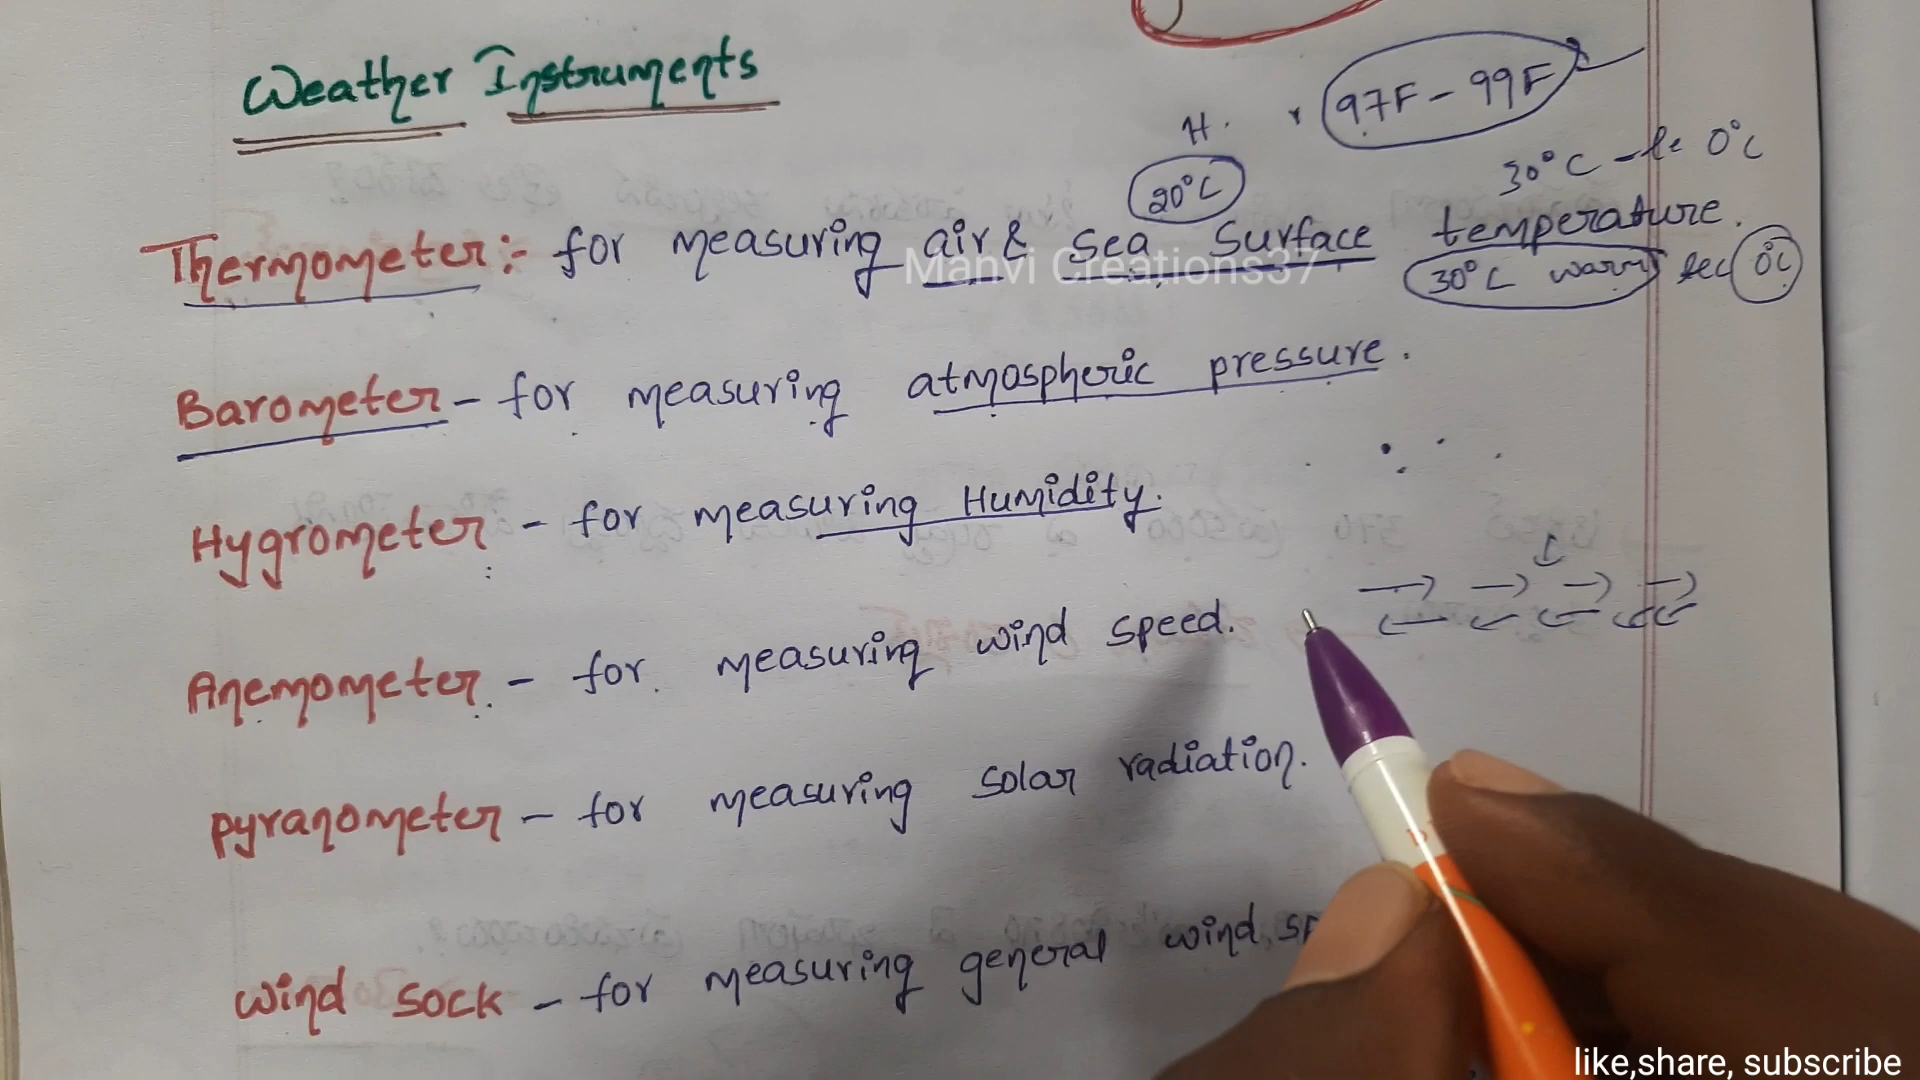 Weather Instruments
97F - 99F
H.
30°C - 0°C
20°C
Thermometer:- for measuring air & Sea Surface temperature.
Manvi Creations37
30°C warm 0°C
Barometer - for measuring atmospheric pressure.
Hygrometer - for measuring Humidity.
Anemometer - for measuring wind speed.
pyranometer - for measuring solar radiation.
wind sock - for measuring general wind
like,share, subscribe